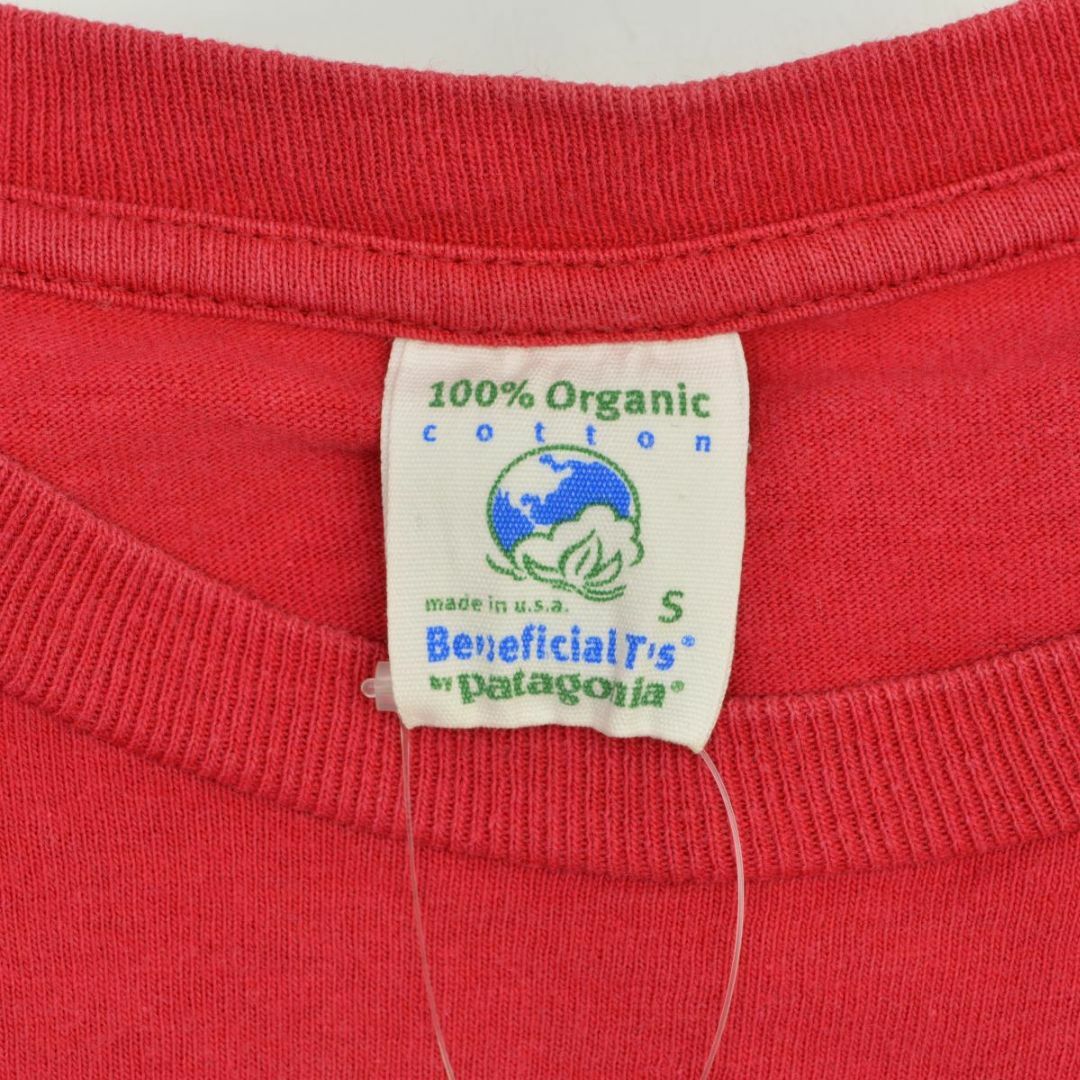 100% Organic
cotton
made in u.s.a. S
Beneficial T's®
BY patagonia®